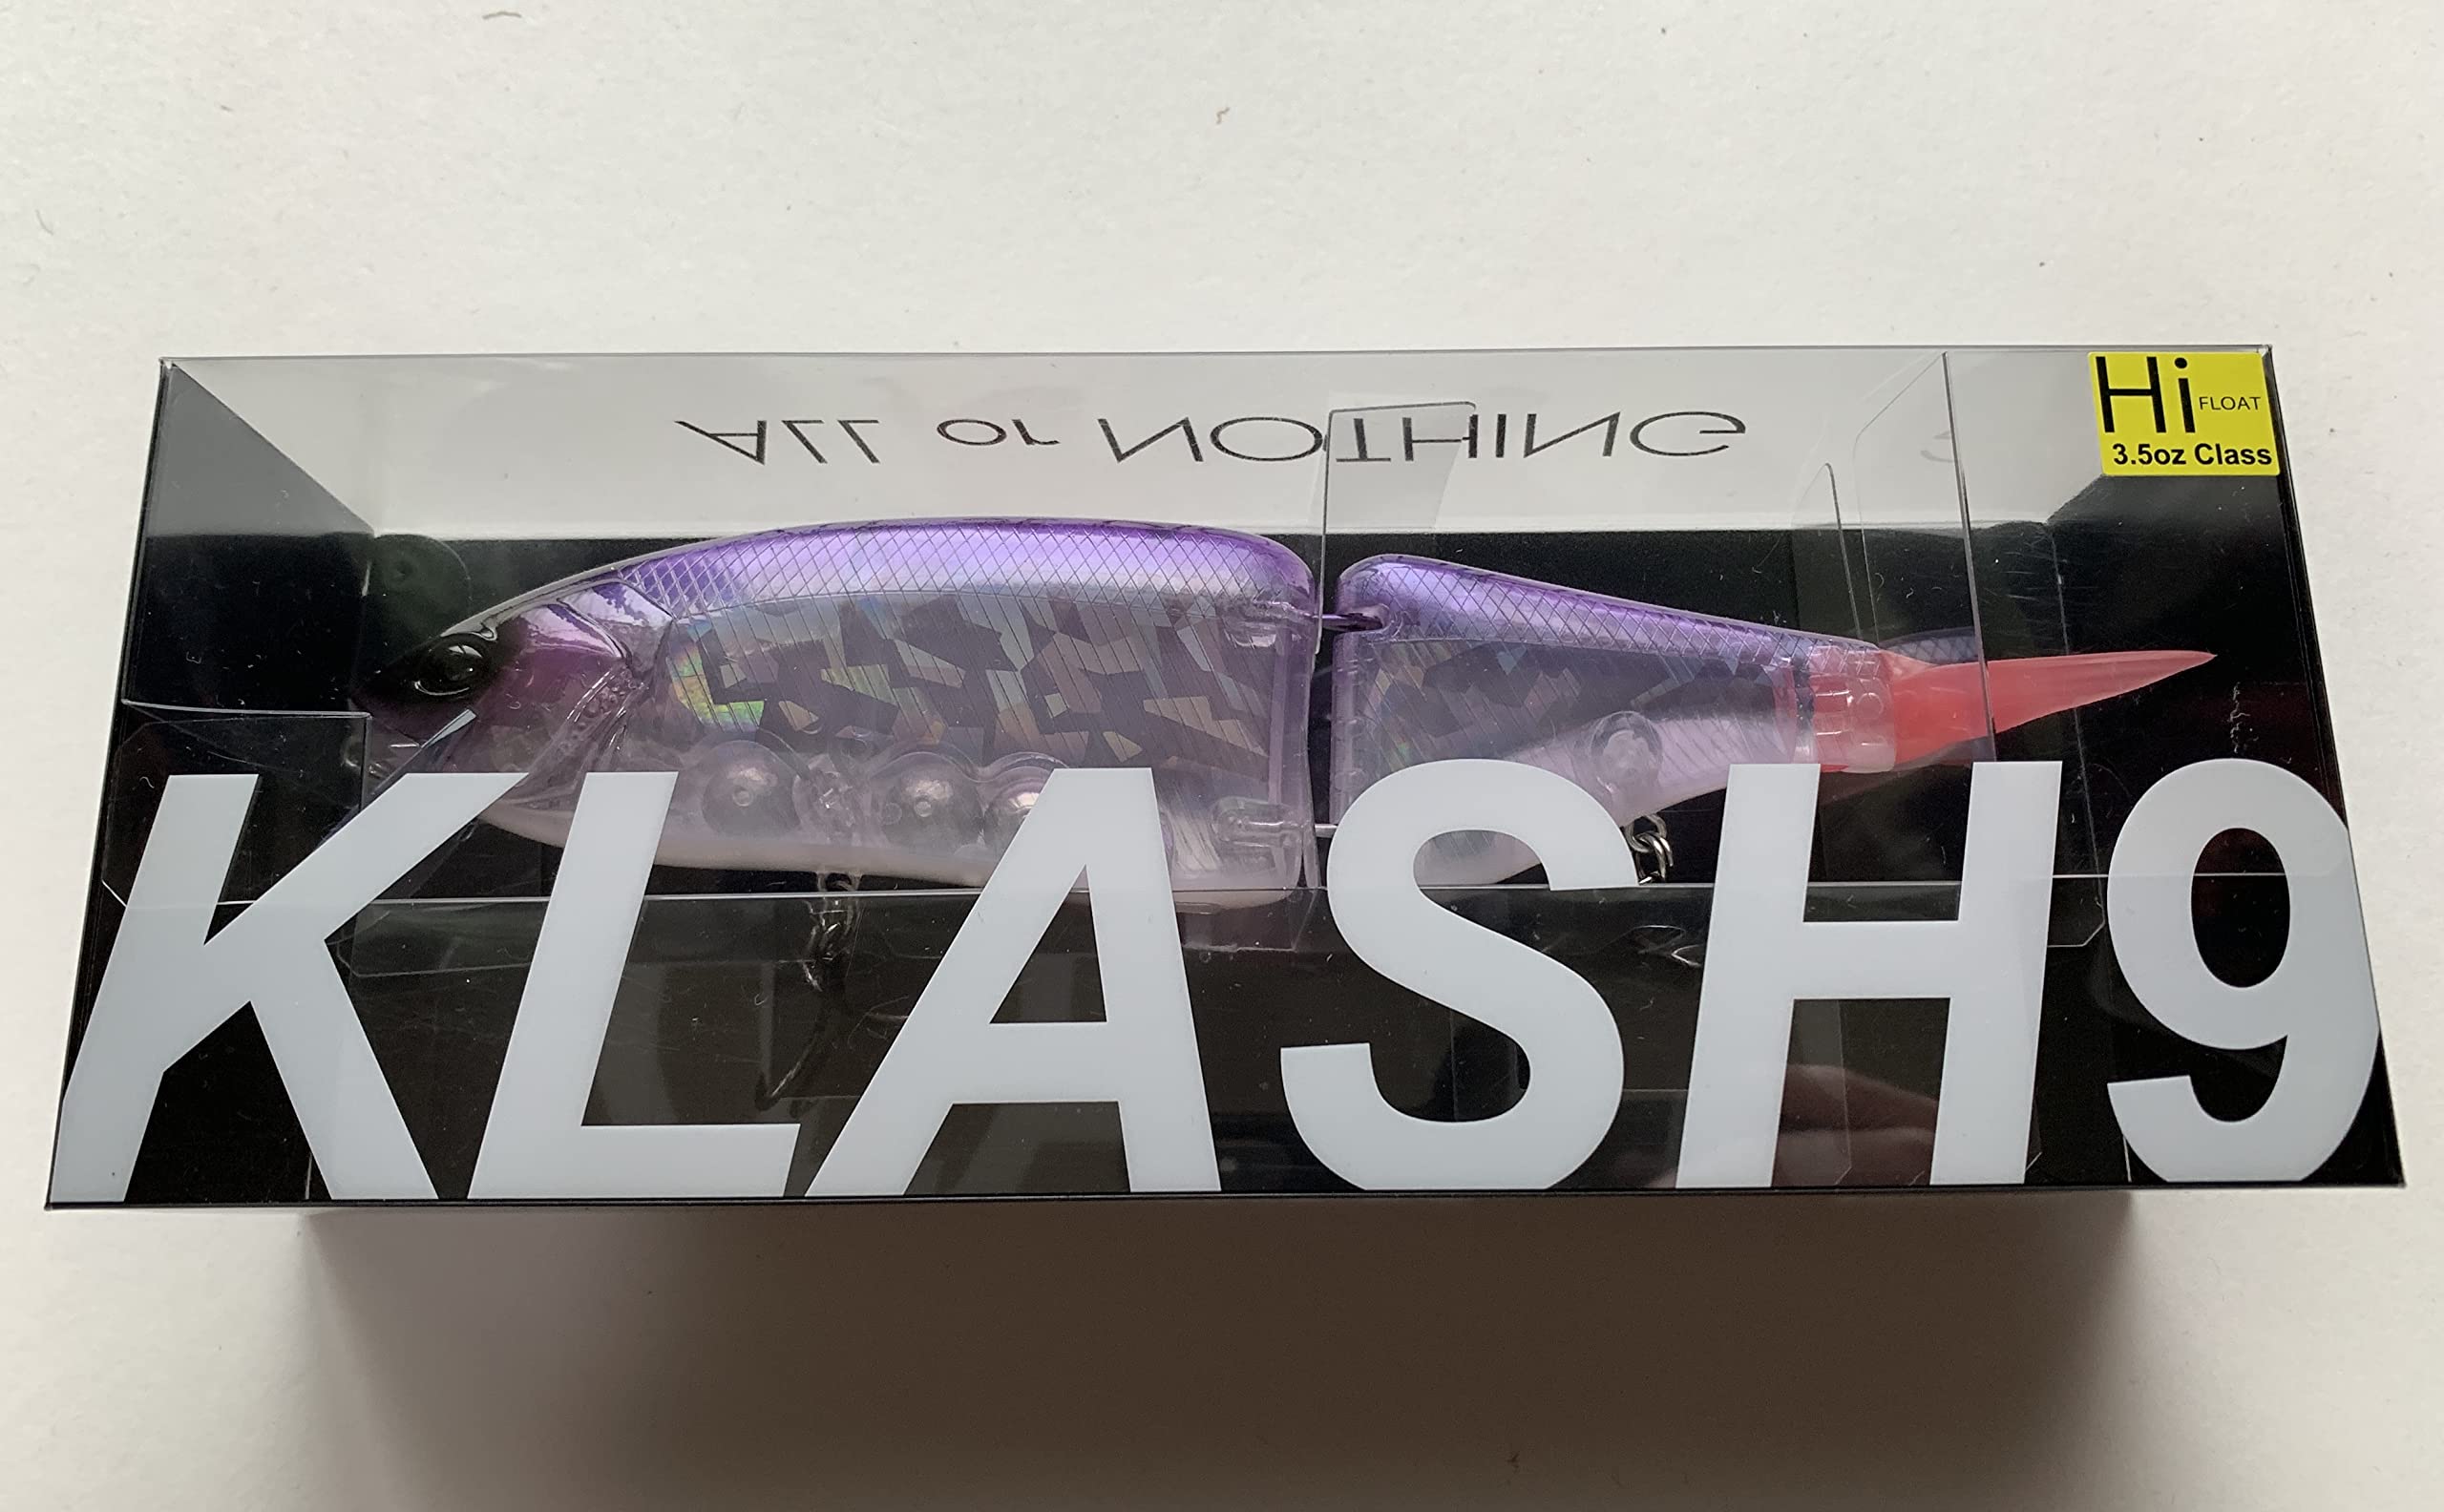 ALL or NOTHING
Hi FLOAT
3.5oz Class
KLASH9